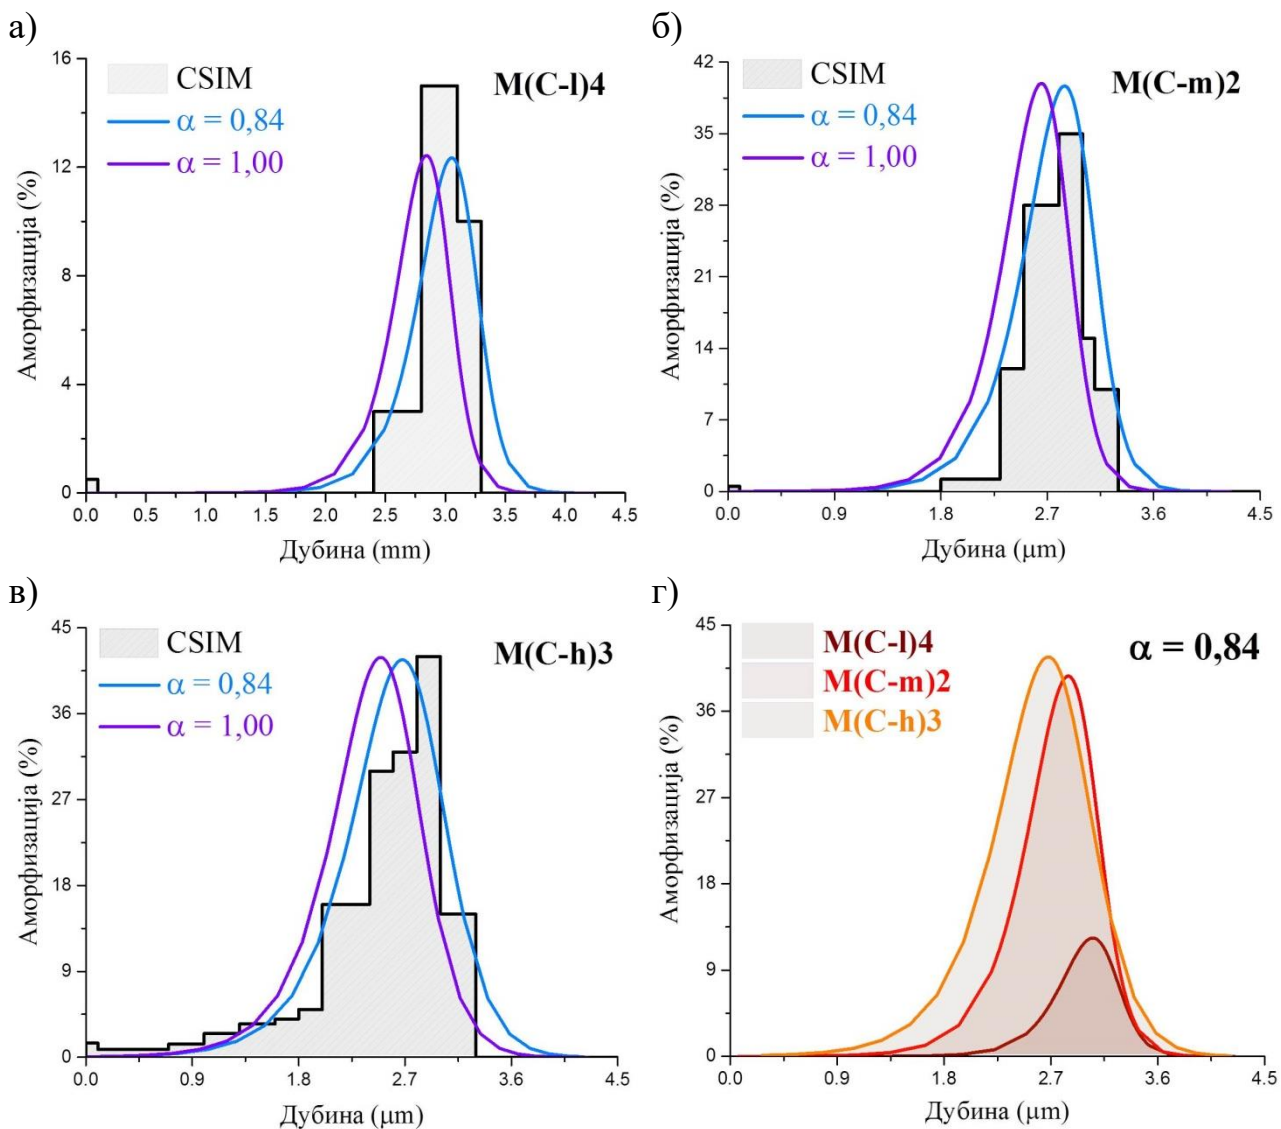 а)
16
12
8
4
0
CSIM
α = 0,84
α = 1,00
M(C-l)4
Аморфизација (%)
0.0 0.5 1.0 1.5 2.0 2.5 3.0 3.5 4.0 4.5
Дубина (mm)
б)
42
35
28
21
14
7
0
CSIM
α = 0,84
α = 1,00
M(C-m)2
Аморфизација (%)
0.0 0.9 1.8 2.7 3.6 4.5
Дубина (μm)
в)
45
36
27
18
9
0
CSIM
α = 0,84
α = 1,00
M(C-h)3
Аморфизација (%)
0.0 0.9 1.8 2.7 3.6 4.5
Дубина (μm)
г)
45
36
27
18
9
0
M(C-l)4
M(C-m)2
M(C-h)3
α = 0,84
Аморфизација (%)
0.0 0.9 1.8 2.7 3.6 4.5
Дубина (μm)